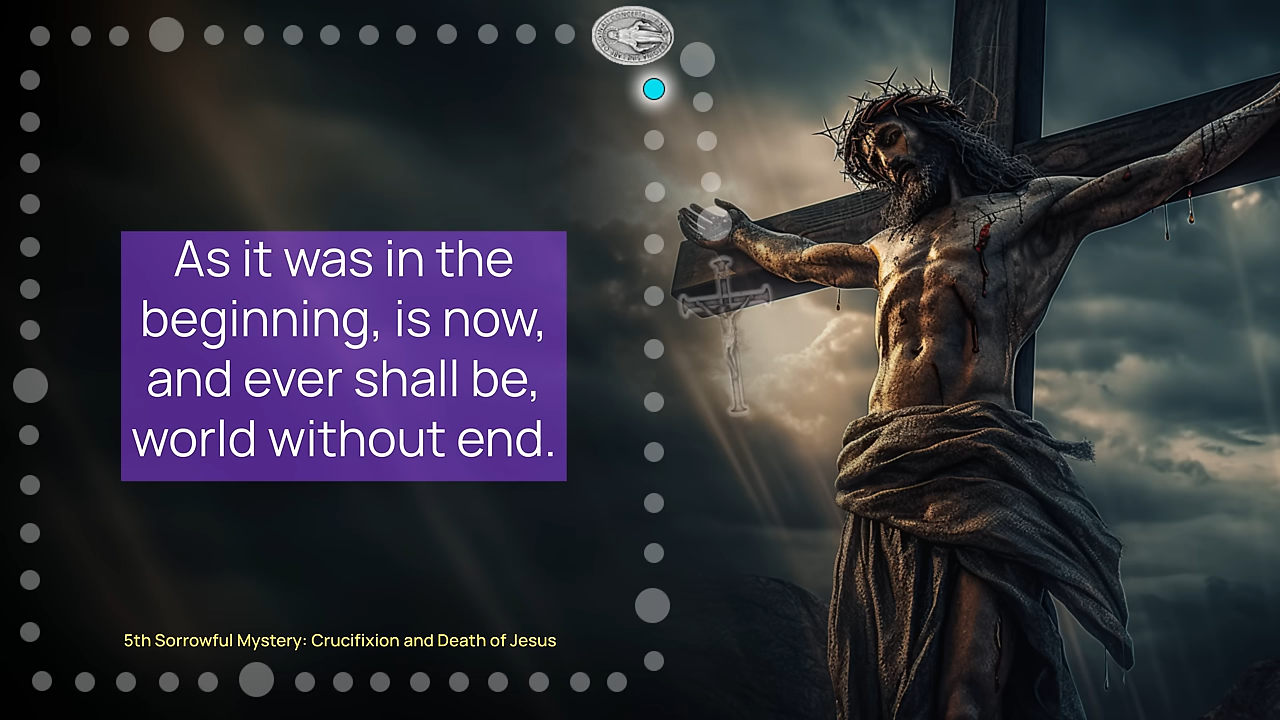 As it was in the
beginning, is now,
and ever shall be,
world without end.
5th Sorrowful Mystery: Crucifixion and Death of Jesus